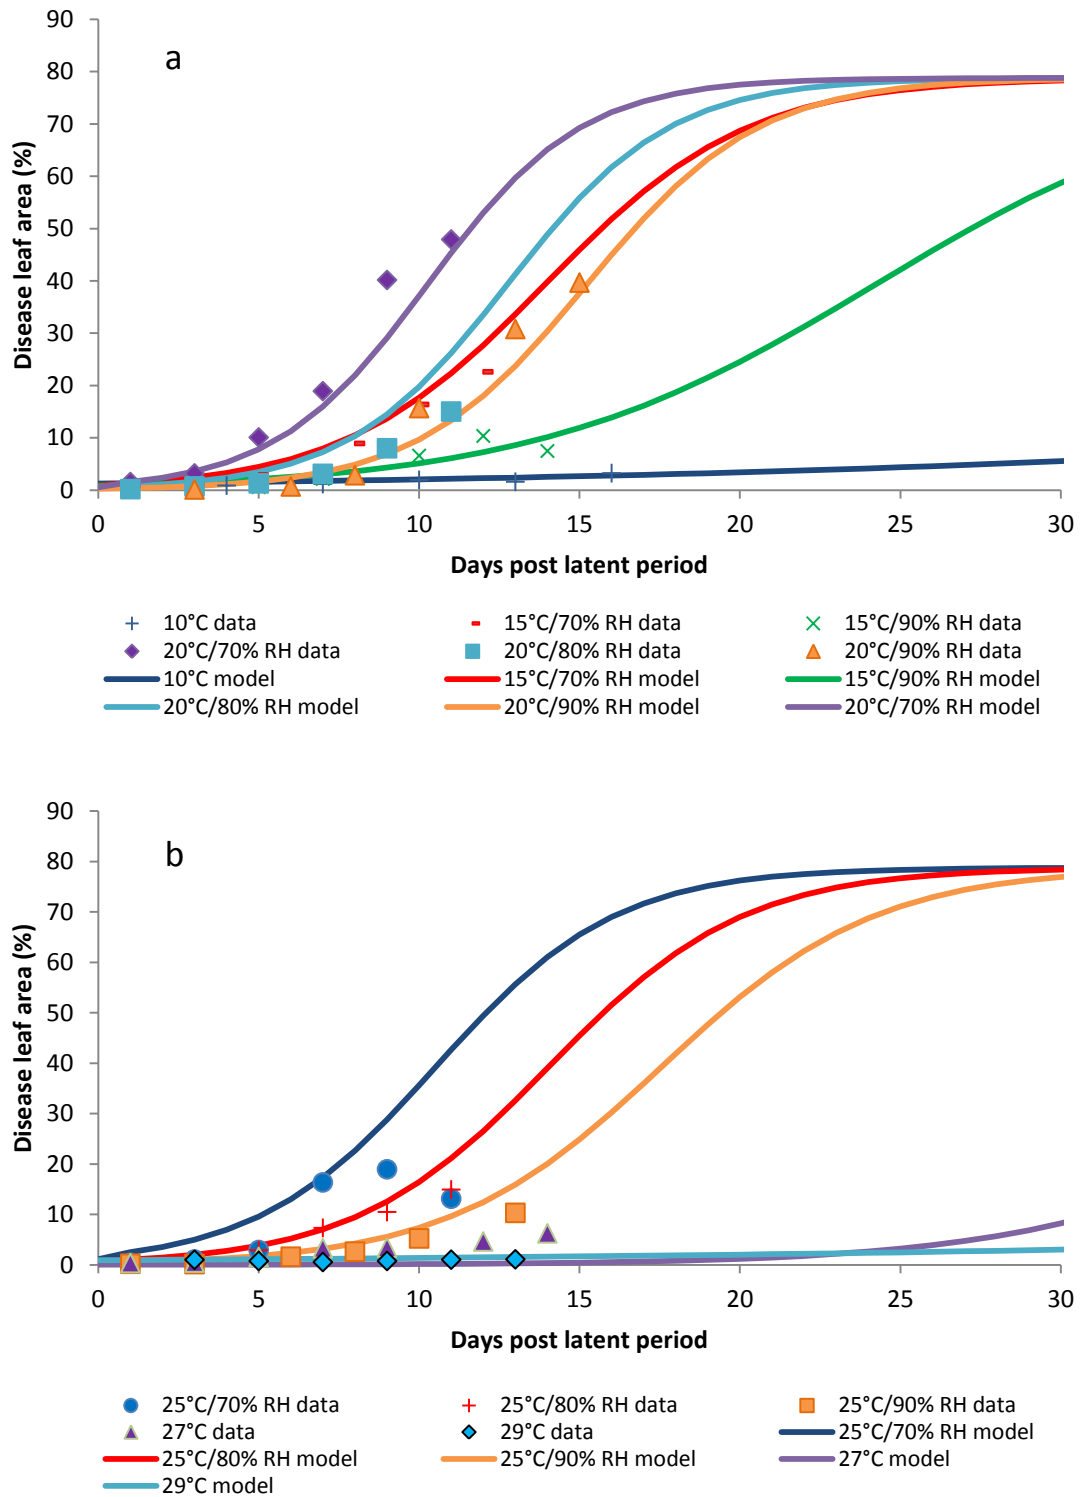 a
90
80
70
60
50
40
30
20
10
0
Disease leaf area (%)
0 5 10 15 20 25 30
Days post latent period
10°C data 15°C/70% RH data 15°C/90% RH data
20°C/70% RH data 20°C/80% RH data 20°C/90% RH data
10°C model 15°C/70% RH model 15°C/90% RH model
20°C/80% RH model 20°C/90% RH model 20°C/70% RH model
b
90
80
70
60
50
40
30
20
10
0
Disease leaf area (%)
0 5 10 15 20 25 30
Days post latent period
25°C/70% RH data 25°C/80% RH data 25°C/90% RH data
27°C data 29°C data 25°C/70% RH model
25°C/80% RH model 25°C/90% RH model 27°C model
29°C model